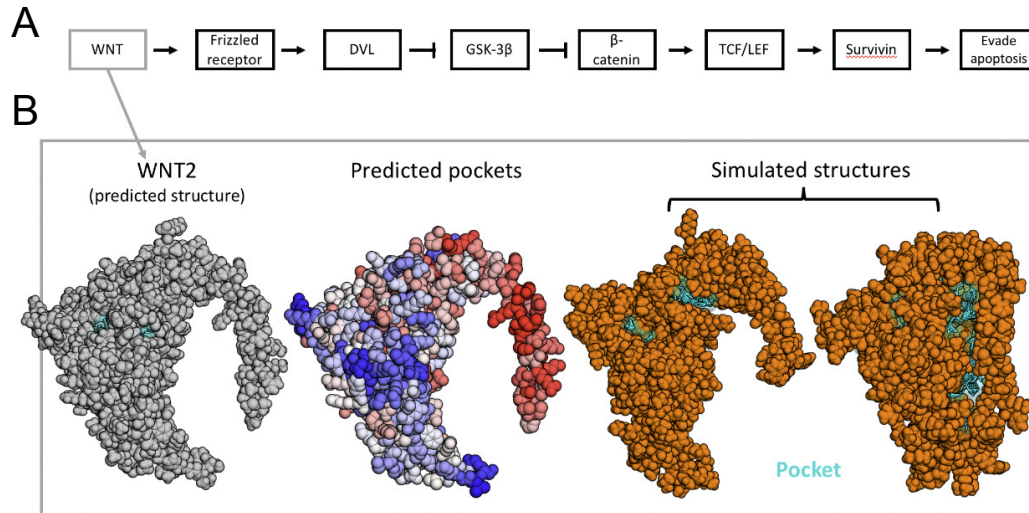 A
WNT
Frizzled
receptor
DVL
GSK-3β
β-
catenin
TCF/LEF
Survivin
Evade
apoptosis
B
WNT2
(predicted structure)
Predicted pockets
Simulated structures
Pocket